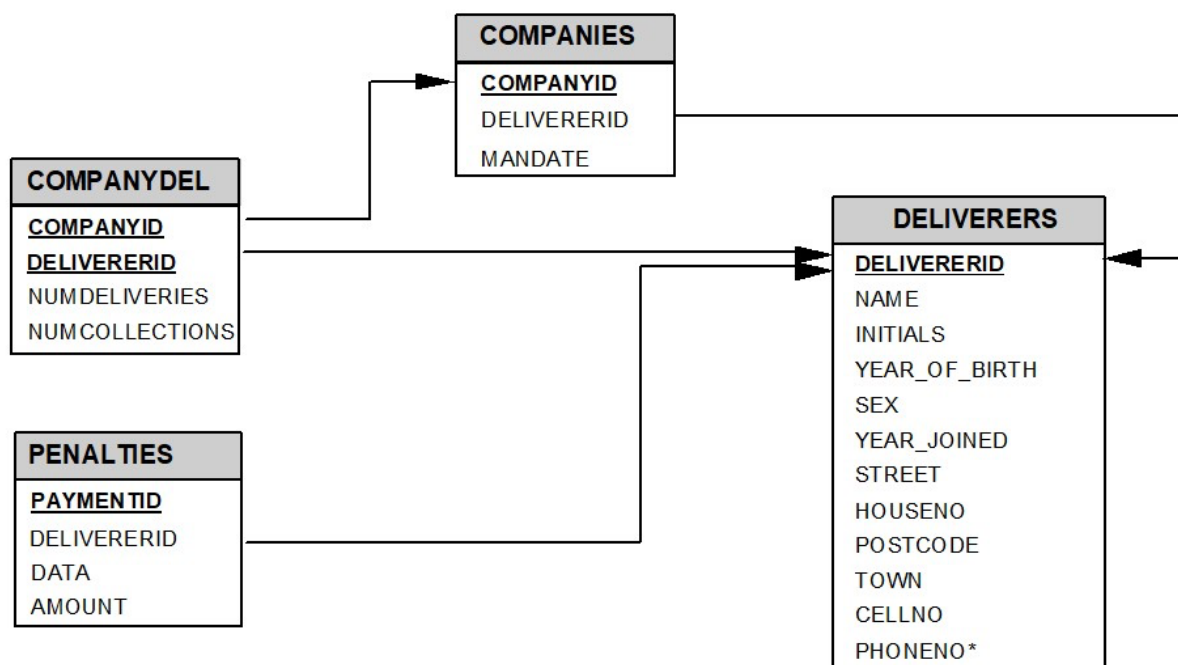 COMPANIES
COMPANYID
DELIVERERID
MANDATE
COMPANYDEL
COMPANYID
DELIVERERID
NUMDELIVERIES
NUMCOLLECTIONS
DELIVERERS
DELIVERERID
NAME
INITIALS
YEAR_OF_BIRTH
SEX
YEAR_JOINED
STREET
HOUSENO
POSTCODE
TOWN
CELLNO
PHONENO*
PENALTIES
PAYMENTID
DELIVERERID
DATA
AMOUNT